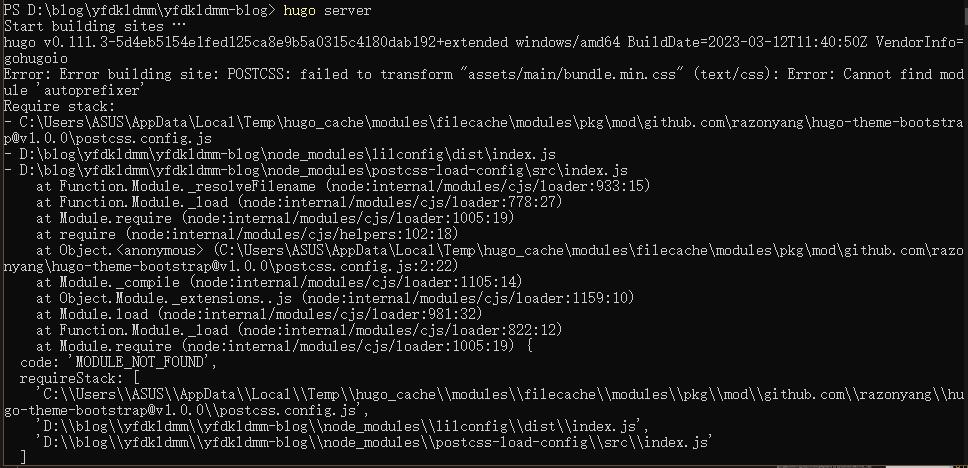 PS D:\blog\yfdkldmm\yfdkldmm-blog> hugo server
Start building sites …
hugo v0.111.3-5d4eb5154e1fed125ca8e9b5a0315c4180dab192+extended windows/amd64 BuildDate=2023-03-12T11:40:50Z VendorInfo=
gohugoio
Error: Error building site: POSTCSS: failed to transform "assets/main/bundle.min.css" (text/css): Error: Cannot find mod
ule 'autoprefixer'
Require stack:
- C:\Users\ASUS\AppData\Local\Temp\hugo_cache\modules\filecache\modules\pkg\mod\github.com\razonyang\hugo-theme-bootstra
p@v1.0.0\postcss.config.js
- D:\blog\yfdkldmm\yfdkldmm-blog\node_modules\lilconfig\dist\index.js
- D:\blog\yfdkldmm\yfdkldmm-blog\node_modules\postcss-load-config\src\index.js
    at Function.Module._resolveFilename (node:internal/modules/cjs/loader:933:15)
    at Function.Module._load (node:internal/modules/cjs/loader:778:27)
    at Module.require (node:internal/modules/cjs/loader:1005:19)
    at require (node:internal/modules/cjs/helpers:102:18)
    at Object.<anonymous> (C:\Users\ASUS\AppData\Local\Temp\hugo_cache\modules\filecache\modules\pkg\mod\github.com\razo
nyang\hugo-theme-bootstrap@v1.0.0\postcss.config.js:2:22)
    at Module._compile (node:internal/modules/cjs/loader:1105:14)
    at Object.Module._extensions..js (node:internal/modules/cjs/loader:1159:10)
    at Module.load (node:internal/modules/cjs/loader:981:32)
    at Function.Module._load (node:internal/modules/cjs/loader:822:12)
    at Module.require (node:internal/modules/cjs/loader:1005:19) {
  code: 'MODULE_NOT_FOUND',
  requireStack: [
    'C:\\Users\\ASUS\\AppData\\Local\\Temp\\hugo_cache\\modules\\filecache\\modules\\pkg\\mod\\github.com\\razonyang\\hu
go-theme-bootstrap@v1.0.0\\postcss.config.js',
    'D:\\blog\\yfdkldmm\\yfdkldmm-blog\\node_modules\\lilconfig\\dist\\index.js',
    'D:\\blog\\yfdkldmm\\yfdkldmm-blog\\node_modules\\postcss-load-config\\src\\index.js'
  ]